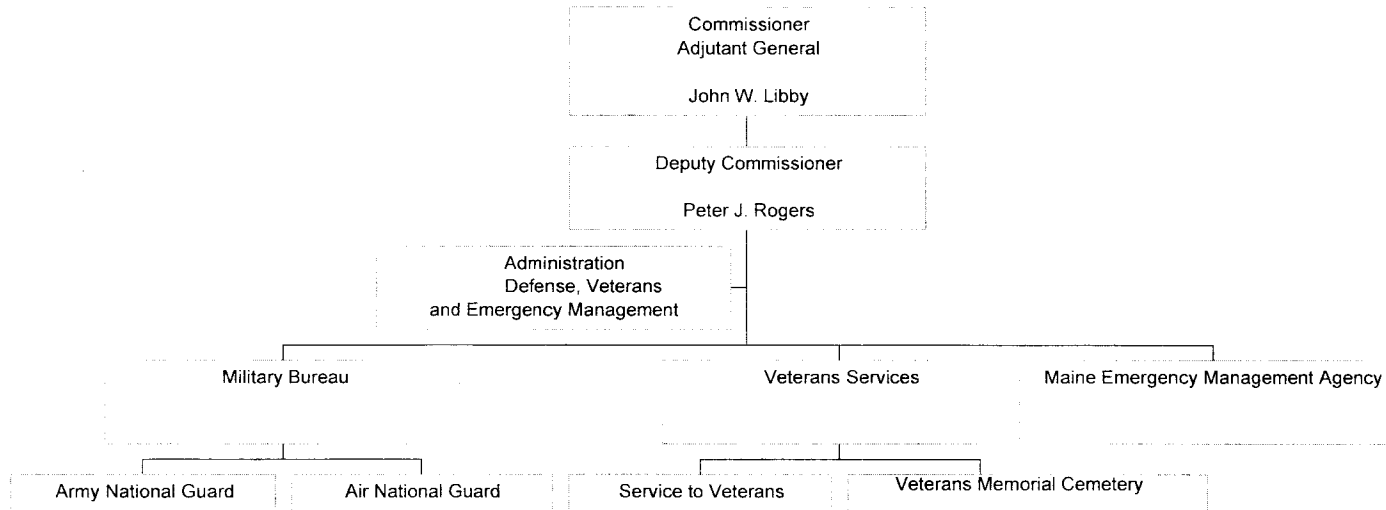 Commissioner
Adjutant General
John W. Libby
Deputy Commissioner
Peter J. Rogers
Administration
Defense, Veterans
and Emergency Management
Military Bureau
Veterans Services
Maine Emergency Management Agency
Army National Guard
Air National Guard
Service to Veterans
Veterans Memorial Cemetery